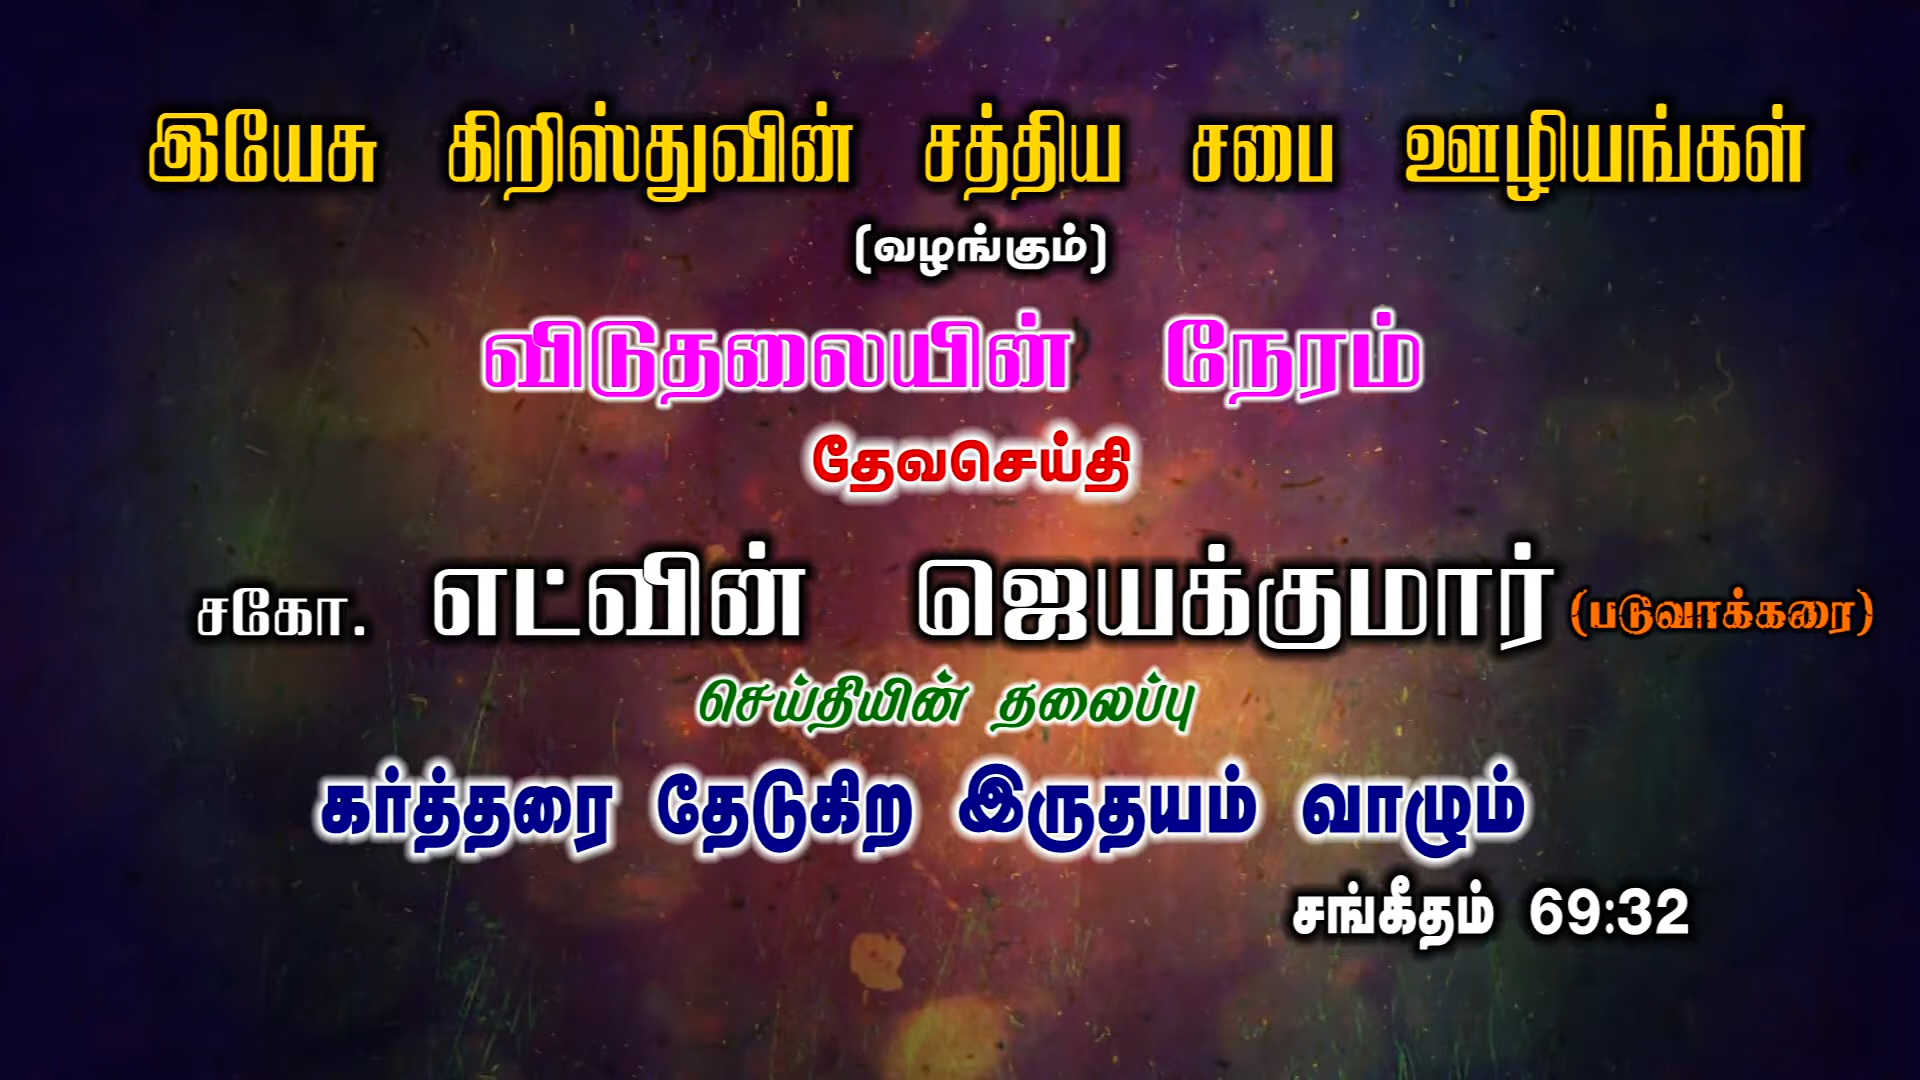 இயேசு கிறிஸ்துவின் சத்திய சபை ஊழியங்கள்
(வழங்கும்)
விடுதலையின் நேரம்
தேவசெய்தி
சகோ. எட்வின் ஜெயக்குமார் (படுவாக்கரை)
செய்தியின் தலைப்பு
கர்த்தரை தேடுகிற இருதயம் வாழும்
சங்கீதம் 69:32